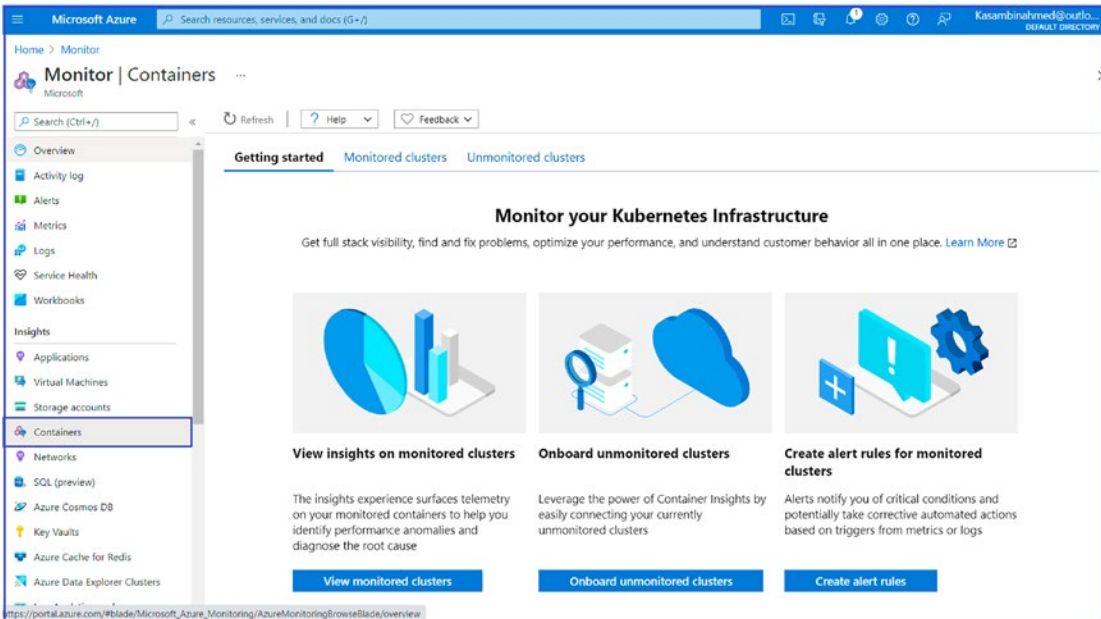 Microsoft Azure
Search resources, services, and docs (G+/)
1
Kasambinahmed@outlo...
DEFAULT DIRECTORY
Home > Monitor
Monitor | Containers ...
Microsoft
Search (Ctrl+/)
«
Refresh
? Help
Feedback
Overview
Activity log
Alerts
Metrics
Logs
Service Health
Workbooks
Insights
Applications
Virtual Machines
Storage accounts
Containers
Networks
SQL (preview)
Azure Cosmos DB
Key Vaults
Azure Cache for Redis
Azure Data Explorer Clusters
Getting started Monitored clusters Unmonitored clusters
Monitor your Kubernetes Infrastructure
Get full stack visibility, find and fix problems, optimize your performance, and understand customer behavior all in one place. Learn More
View insights on monitored clusters
The insights experience surfaces telemetry
on your monitored containers to help you
identify performance anomalies and
diagnose the root cause
View monitored clusters
Onboard unmonitored clusters
Leverage the power of Container Insights by
easily connecting your currently
unmonitored clusters
Onboard unmonitored clusters
Create alert rules for monitored
clusters
Alerts notify you of critical conditions and
potentially take corrective automated actions
based on triggers from metrics or logs
Create alert rules
https://portal.azure.com/#blade/Microsoft_Azure_Monitoring/AzureMonitoringBrowseBlade/overview